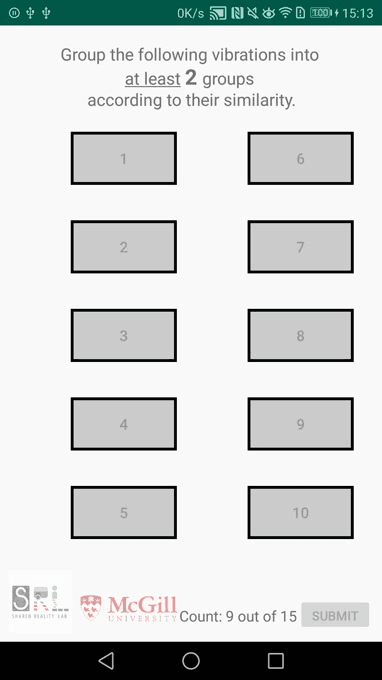 0K/s 100 15:13
Group the following vibrations into
at least 2 groups
according to their similarity.
1 6
2 7
3 8
4 9
5 10
SRL
SHARED REALITY LAB
McGill
UNIVERSITY
Count: 9 out of 15 SUBMIT